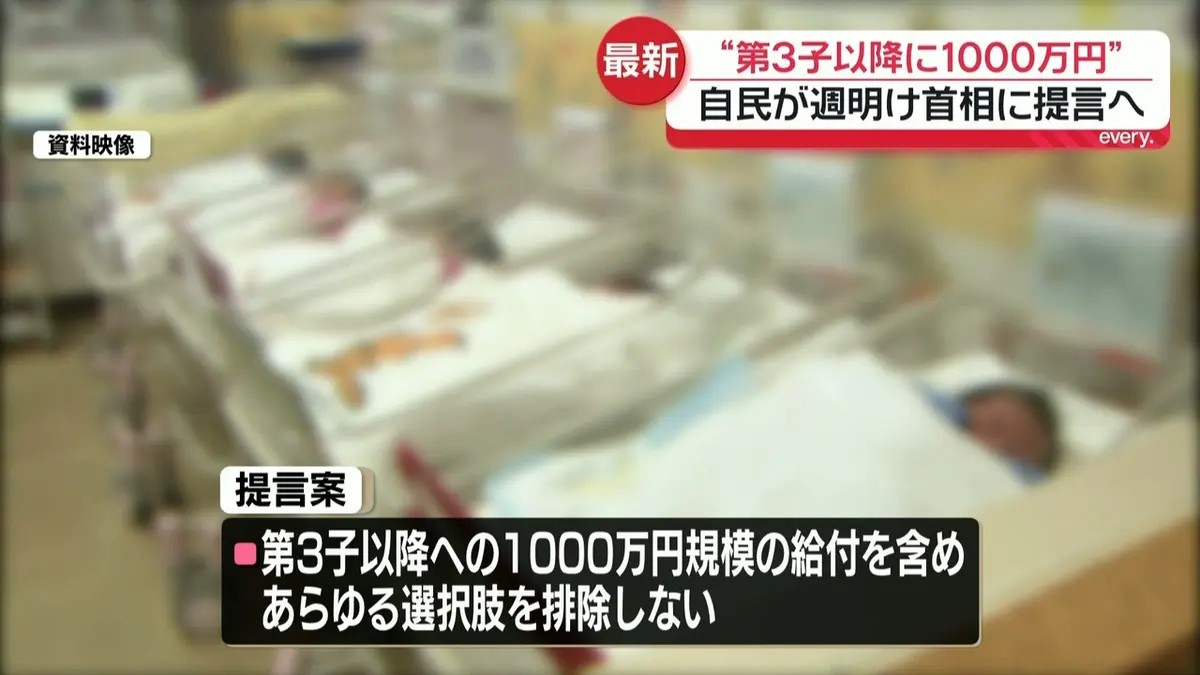 最新
“第3子以降に1000万円”
自民が週明け首相に提言へ
every.
資料映像
提言案
■第3子以降への1000万円規模の給付を含め
あらゆる選択肢を排除しない